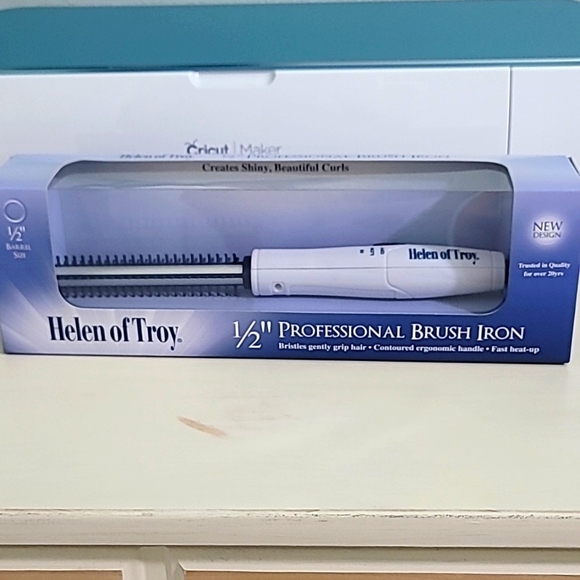 Cricut | Maker
Creates Shiny, Beautiful Curls
1/2"
BARREL
SIZE
Helen of Troy
NEW
DESIGN
Trusted in Quality
for over 20yrs
Helen of Troy®
1/2" PROFESSIONAL BRUSH IRON
Bristles gently grip hair • Contoured ergonomic handle • Fast heat-up